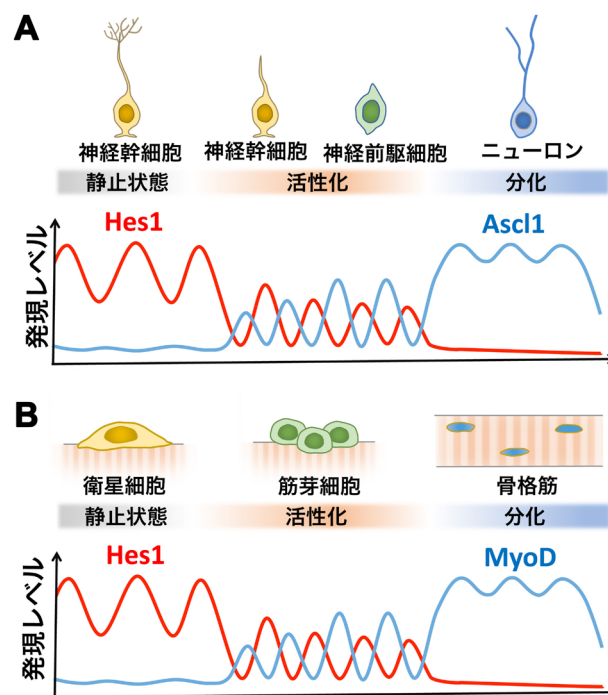 A
神経幹細胞 神経幹細胞 神経前駆細胞 ニューロン
静止状態 活性化 分化
Hes1 Ascl1
発現レベル
B
衛星細胞 筋芽細胞 骨格筋
静止状態 活性化 分化
Hes1 MyoD
発現レベル